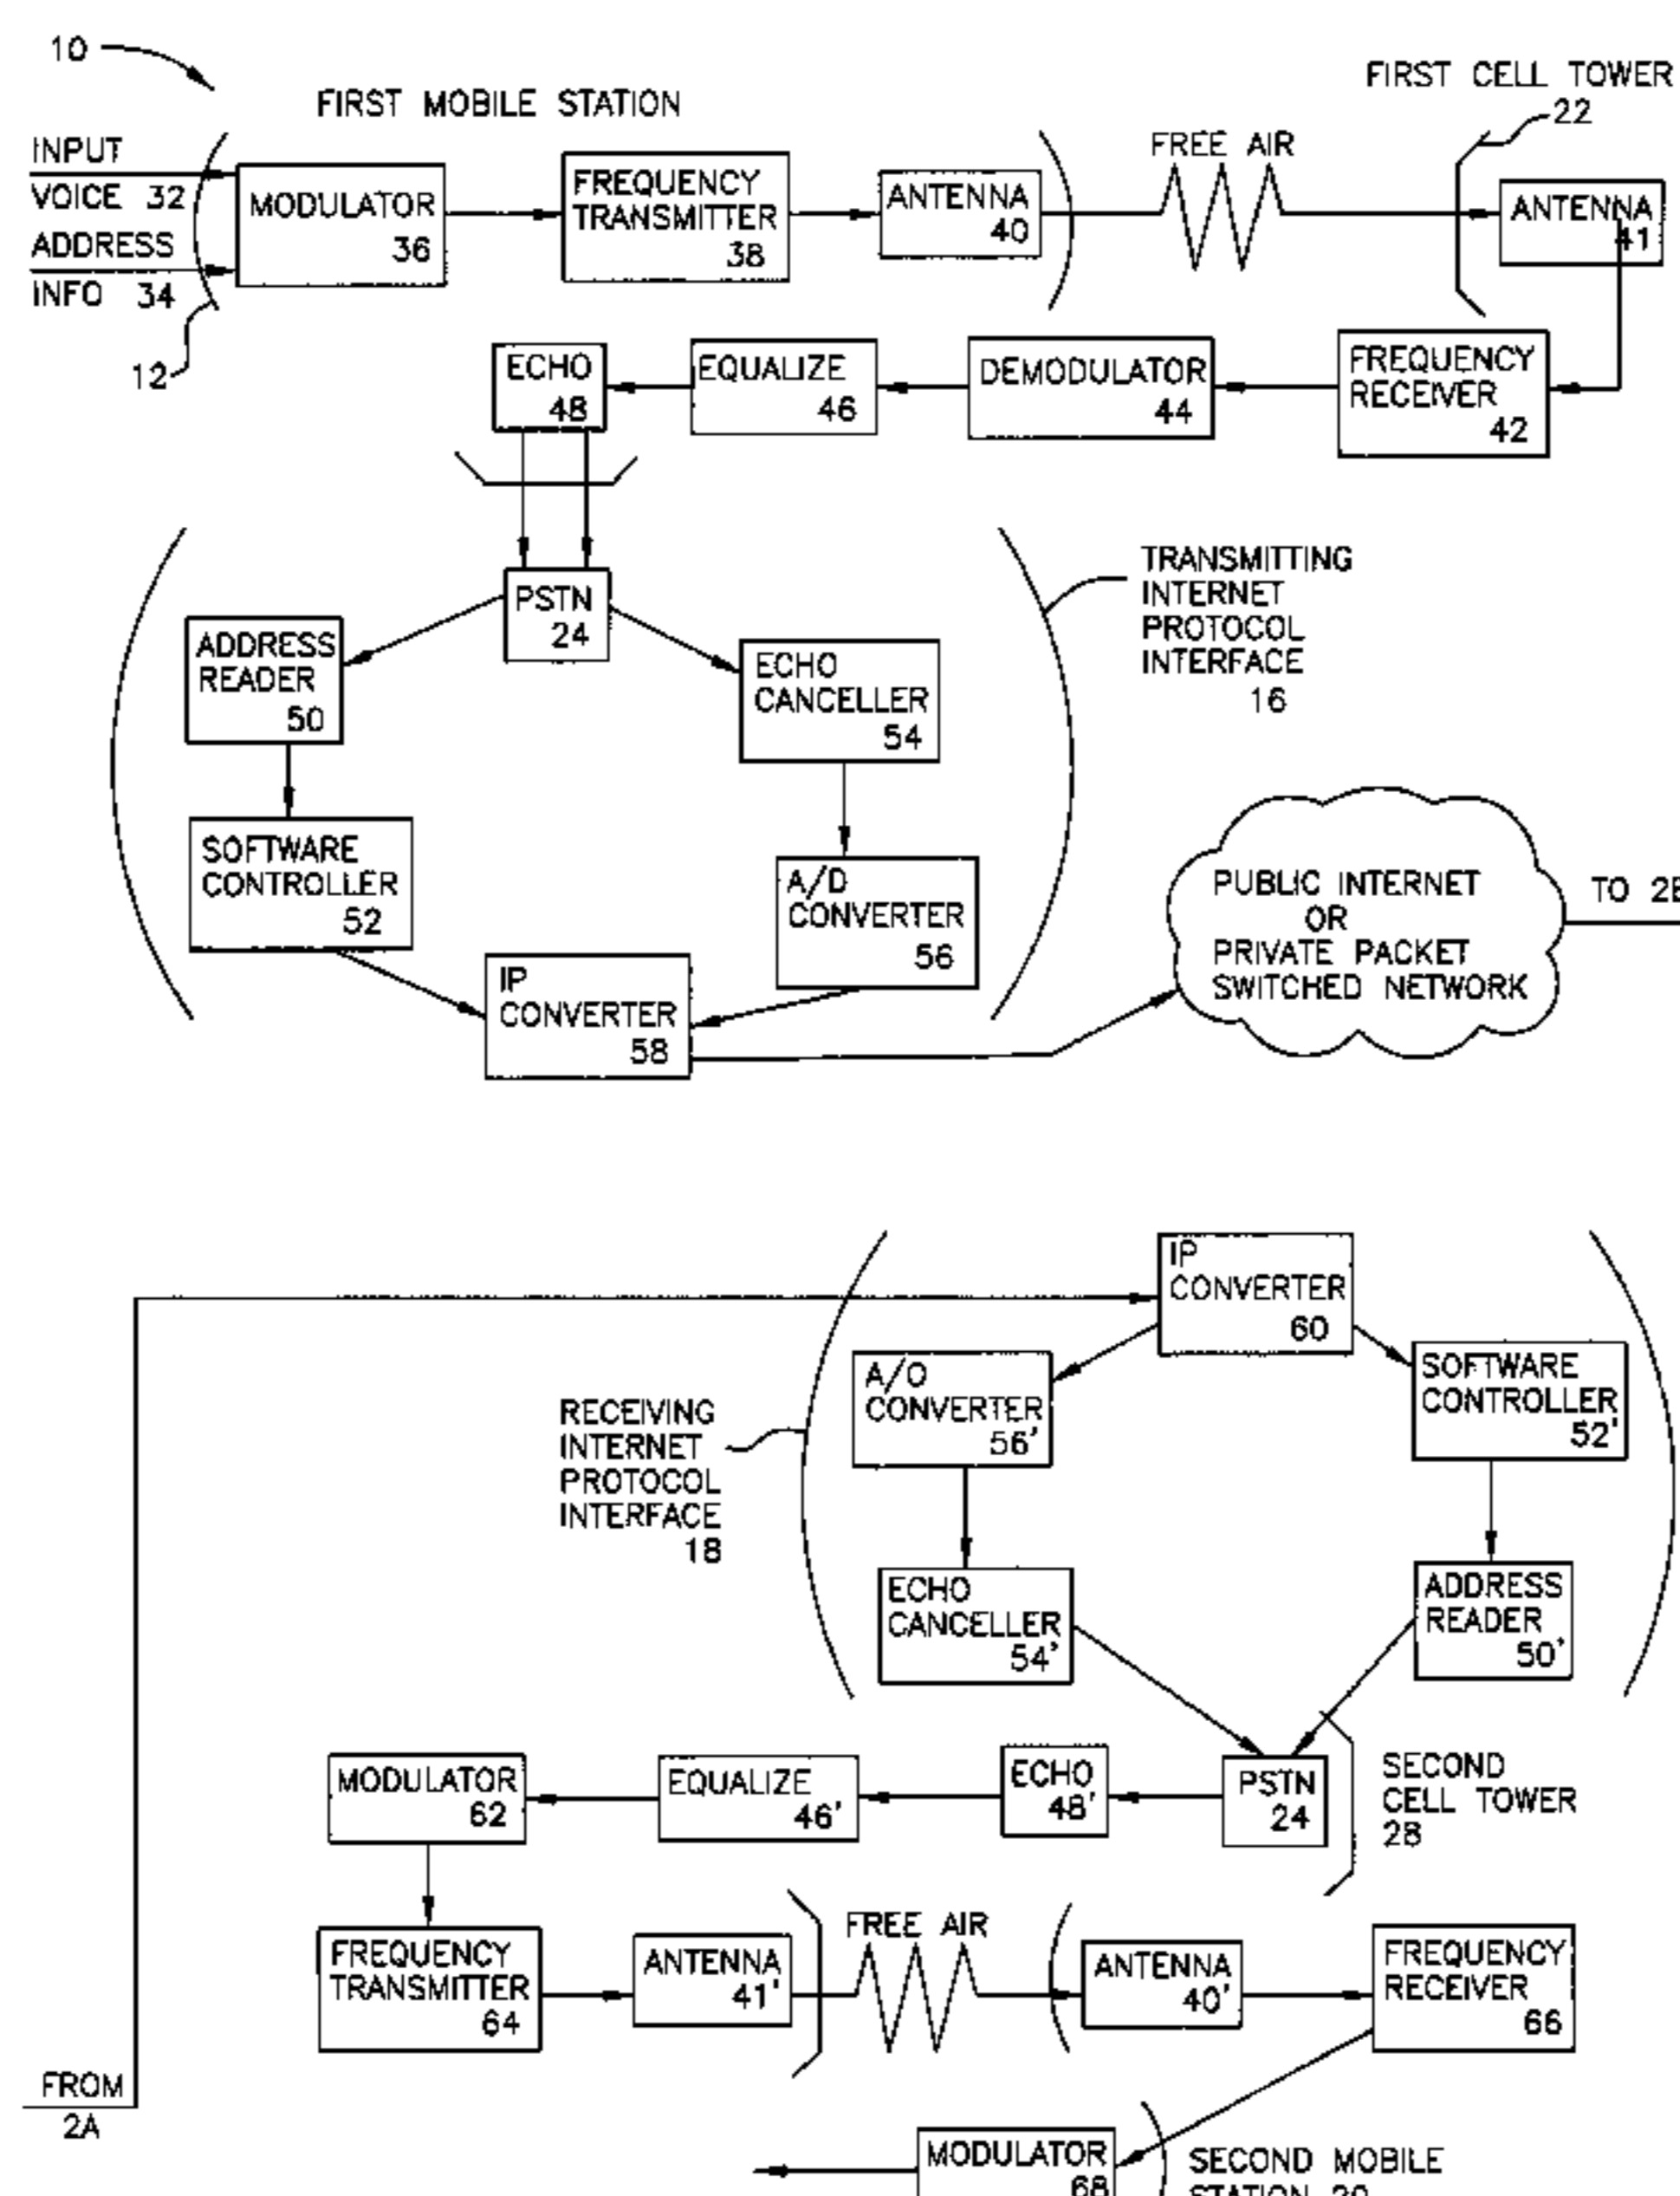 10
FIRST MOBILE STATION
FIRST CELL TOWER
22
INPUT
VOICE 32
ADDRESS
INFO 34
12
MODULATOR
36
FREQUENCY
TRANSMITTER
38
ANTENNA
40
FREE AIR
ANTENNA
41
ECHO
48
EQUALIZE
46
DEMODULATOR
44
FREQUENCY
RECEIVER
42
PSTN
24
TRANSMITTING
INTERNET
PROTOCOL
INTERFACE
16
ADDRESS
READER
50
ECHO
CANCELLER
54
SOFTWARE
CONTROLLER
52
A/D
CONVERTER
56
IP
CONVERTER
58
PUBLIC INTERNET
OR
PRIVATE PACKET
SWITCHED NETWORK
TO
IP
CONVERTER
60
A/O
CONVERTER
56'
SOFTWARE
CONTROLLER
52'
RECEIVING
INTERNET
PROTOCOL
INTERFACE
18
ECHO
CANCELLER
54'
ADDRESS
READER
50'
MODULATOR
62
EQUALIZE
46'
ECHO
48'
PSTN
24
SECOND
CELL TOWER
28
FREQUENCY
TRANSMITTER
64
ANTENNA
41'
FREE AIR
ANTENNA
40'
FREQUENCY
RECEIVER
66
FROM
2A
MODULATOR
68
SECOND MOBILE
STATION